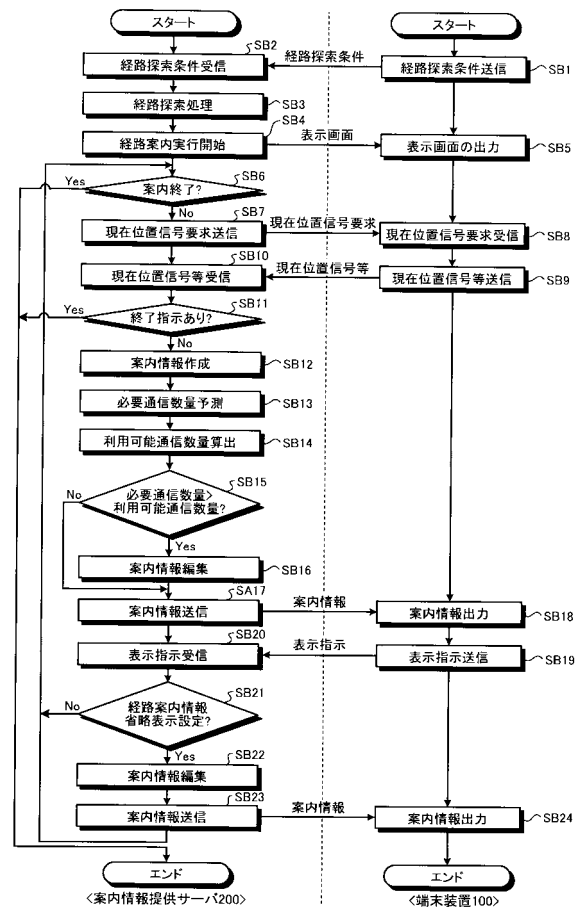 スタート
スタート
SB2
経路探索条件受信
経路探索条件
経路探索条件送信
SB1
SB3
経路探索処理
SB4
経路案内実行開始
表示画面
表示画面の出力
SB5
SB6
Yes
案内終了?
No
SB7
現在位置信号要求送信
現在位置信号要求
現在位置信号要求受信
SB8
SB10
現在位置信号等受信
現在位置信号等
現在位置信号等送信
SB9
SB11
Yes
終了指示あり?
No
案内情報作成
SB12
必要通信数量予測
SB13
利用可能通信数量算出
SB14
SB15
No
必要通信数量>
利用可能通信数量?
Yes
案内情報編集
SB16
SA17
案内情報送信
案内情報
案内情報出力
SB18
SB20
表示指示受信
表示指示
表示指示送信
SB19
SB21
No
経路案内情報
省略表示設定?
Yes
SB22
案内情報編集
SB23
案内情報送信
案内情報
案内情報出力
SB24
エンド
エンド
<案内情報提供サーバ200>
<端末装置100>